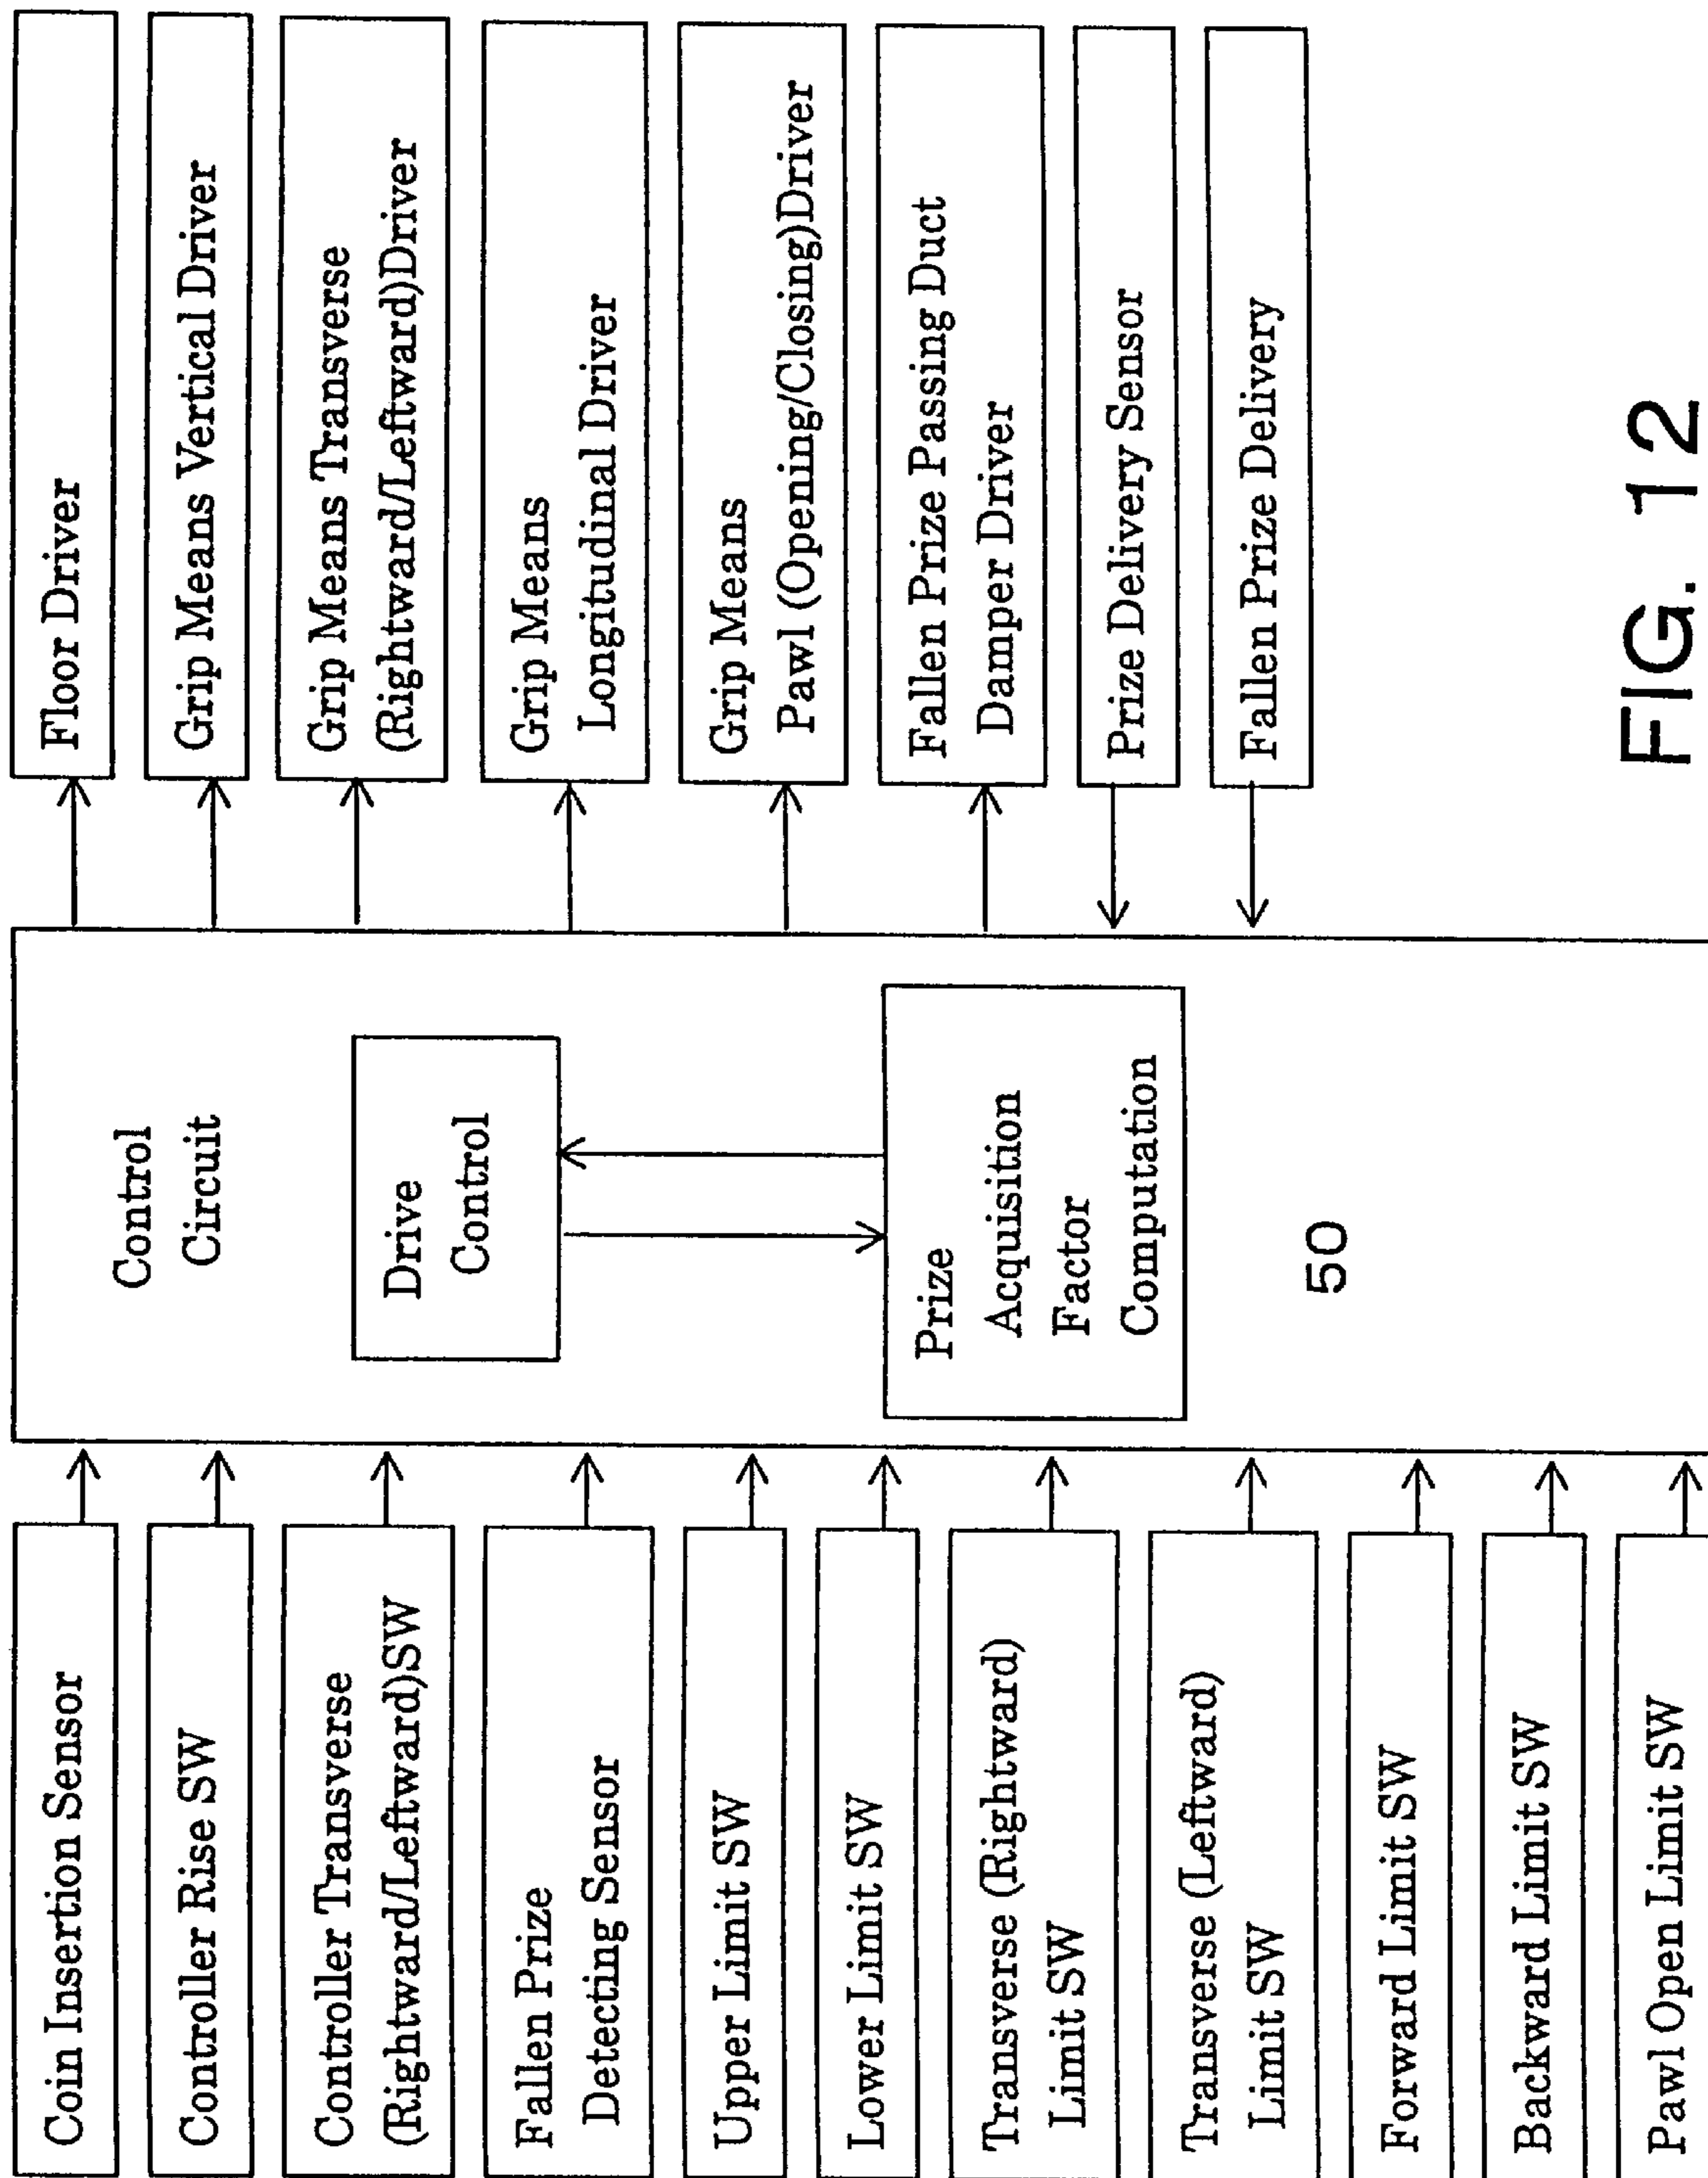 Coin Insertion Sensor
Controller Rise SW
Controller Transverse
(Rightward/Leftward)SW
Fallen Prize
Detecting Sensor
Upper Limit SW
Lower Limit SW
Transverse (Rightward)
Limit SW
Transverse (Leftward)
Limit SW
Forward Limit SW
Backward Limit SW
Pawl Open Limit SW
Control
Circuit
Drive
Control
Prize
Acquisition
Factor
Computation
50
Floor Driver
Grip Means Vertical Driver
Grip Means Transverse
(Rightward/Leftward)Driver
Grip Means
Longitudinal Driver
Grip Means
Pawl (Opening/Closing)Driver
Fallen Prize Passing Duct
Damper Driver
Prize Delivery Sensor
Fallen Prize Delivery
FIG. 12